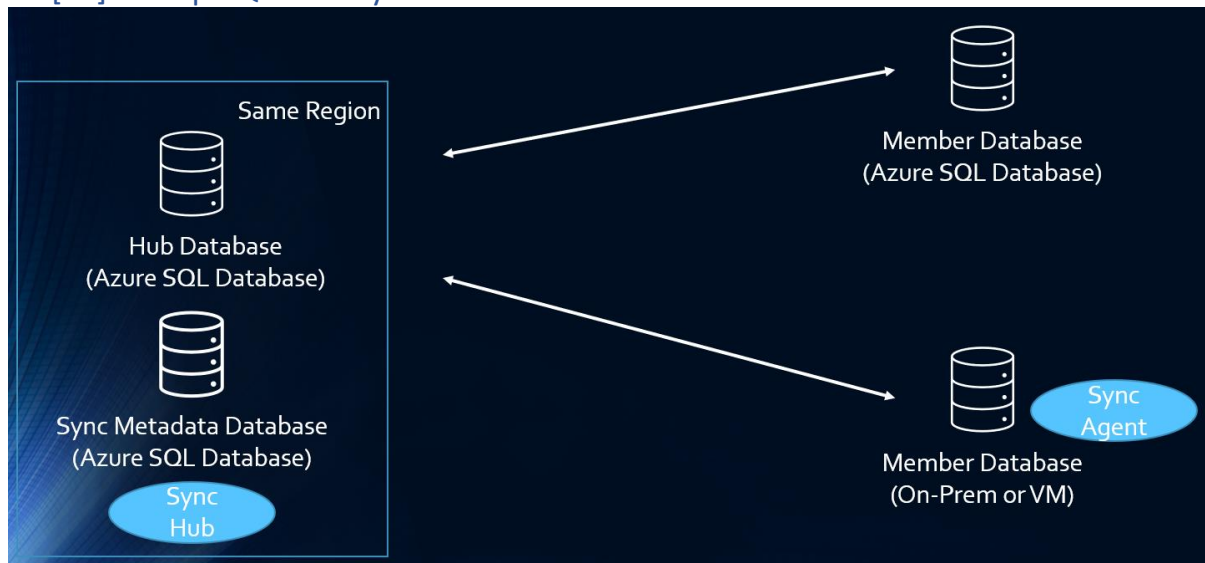 Same Region
Hub Database
(Azure SQL Database)
Sync Metadata Database
(Azure SQL Database)
Sync
Hub
Member Database
(Azure SQL Database)
Sync
Agent
Member Database
(On-Prem or VM)